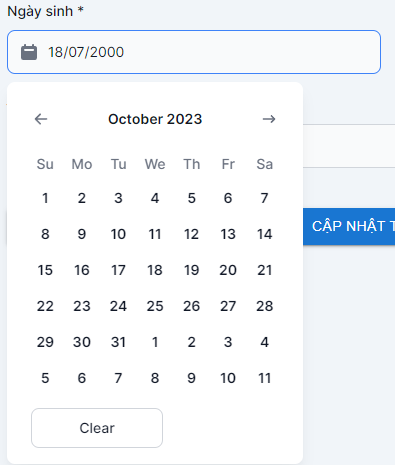 Ngày sinh *
18/07/2000
October 2023
Su Mo Tu We Th Fr Sa
1 2 3 4 5 6 7
8 9 10 11 12 13 14
15 16 17 18 19 20 21
22 23 24 25 26 27 28
29 30 31 1 2 3 4
5 6 7 8 9 10 11
CẬP NHẬT T
Clear